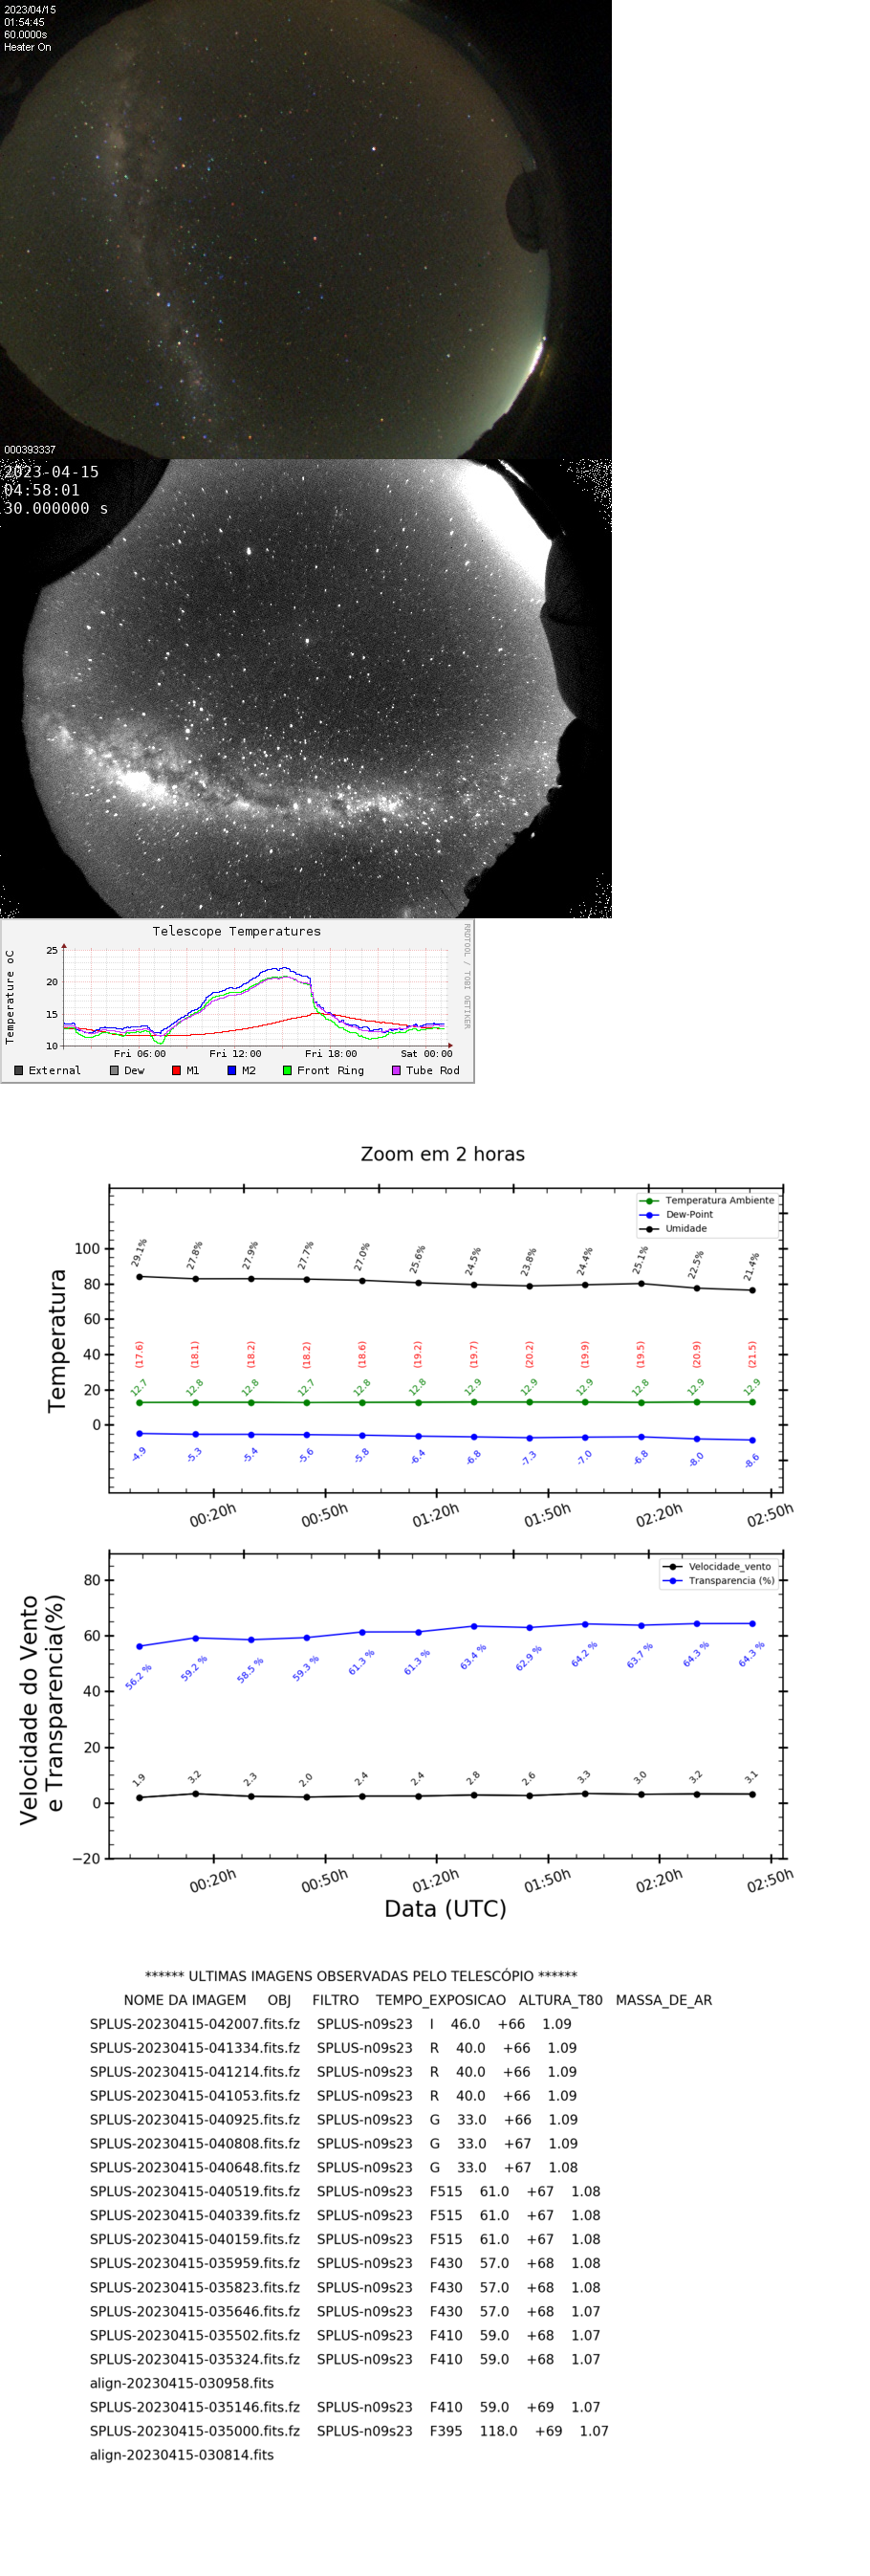 2023/04/15
01:54:45
60.0000s
Heater On
000393337
2023-04-15
04:58:01
30.000000 s
Telescope Temperatures
RRDTOOL / TOBI OETIKER
Temperature oC
25
20
15
10
Fri 06:00 Fri 12:00 Fri 18:00 Sat 00:00
External Dew M1 M2 Front Ring Tube Rod
Zoom em 2 horas
Temperatura
Temperatura Ambiente
Dew-Point
Umidade
100
80
60
40
20
0
29.1% 27.8% 27.9% 27.7% 27.0% 25.6% 24.5% 23.8% 24.4% 25.1% 22.5% 21.4%
(17.6) (18.1) (18.2) (18.2) (18.6) (19.2) (19.7) (20.2) (19.9) (19.5) (20.9) (21.5)
12.7 12.8 12.8 12.7 12.8 12.8 12.9 12.9 12.9 12.8 12.9 12.9
-4.9 -5.3 -5.4 -5.6 -5.8 -6.4 -6.8 -7.3 -7.0 -6.8 -8.0 -8.6
00:20h 00:50h 01:20h 01:50h 02:20h 02:50h
Velocidade do Vento
e Transparencia(%)
Velocidade_vento
Transparencia (%)
80
60
40
20
0
−20
56.2 % 59.2 % 58.5 % 59.3 % 61.3 % 61.3 % 63.4 % 62.9 % 64.2 % 63.7 % 64.3 % 64.3 %
1.9 3.2 2.3 2.0 2.4 2.4 2.8 2.6 3.3 3.0 3.2 3.1
00:20h 00:50h 01:20h 01:50h 02:20h 02:50h
Data (UTC)
****** ULTIMAS IMAGENS OBSERVADAS PELO TELESCÓPIO ******
NOME DA IMAGEM OBJ FILTRO TEMPO_EXPOSICAO ALTURA_T80 MASSA_DE_AR
SPLUS-20230415-042007.fits.fz SPLUS-n09s23 I 46.0 +66 1.09
SPLUS-20230415-041334.fits.fz SPLUS-n09s23 R 40.0 +66 1.09
SPLUS-20230415-041214.fits.fz SPLUS-n09s23 R 40.0 +66 1.09
SPLUS-20230415-041053.fits.fz SPLUS-n09s23 R 40.0 +66 1.09
SPLUS-20230415-040925.fits.fz SPLUS-n09s23 G 33.0 +66 1.09
SPLUS-20230415-040808.fits.fz SPLUS-n09s23 G 33.0 +67 1.09
SPLUS-20230415-040648.fits.fz SPLUS-n09s23 G 33.0 +67 1.08
SPLUS-20230415-040519.fits.fz SPLUS-n09s23 F515 61.0 +67 1.08
SPLUS-20230415-040339.fits.fz SPLUS-n09s23 F515 61.0 +67 1.08
SPLUS-20230415-040159.fits.fz SPLUS-n09s23 F515 61.0 +67 1.08
SPLUS-20230415-035959.fits.fz SPLUS-n09s23 F430 57.0 +68 1.08
SPLUS-20230415-035823.fits.fz SPLUS-n09s23 F430 57.0 +68 1.08
SPLUS-20230415-035646.fits.fz SPLUS-n09s23 F430 57.0 +68 1.07
SPLUS-20230415-035502.fits.fz SPLUS-n09s23 F410 59.0 +68 1.07
SPLUS-20230415-035324.fits.fz SPLUS-n09s23 F410 59.0 +68 1.07
align-20230415-030958.fits
SPLUS-20230415-035146.fits.fz SPLUS-n09s23 F410 59.0 +69 1.07
SPLUS-20230415-035000.fits.fz SPLUS-n09s23 F395 118.0 +69 1.07
align-20230415-030814.fits